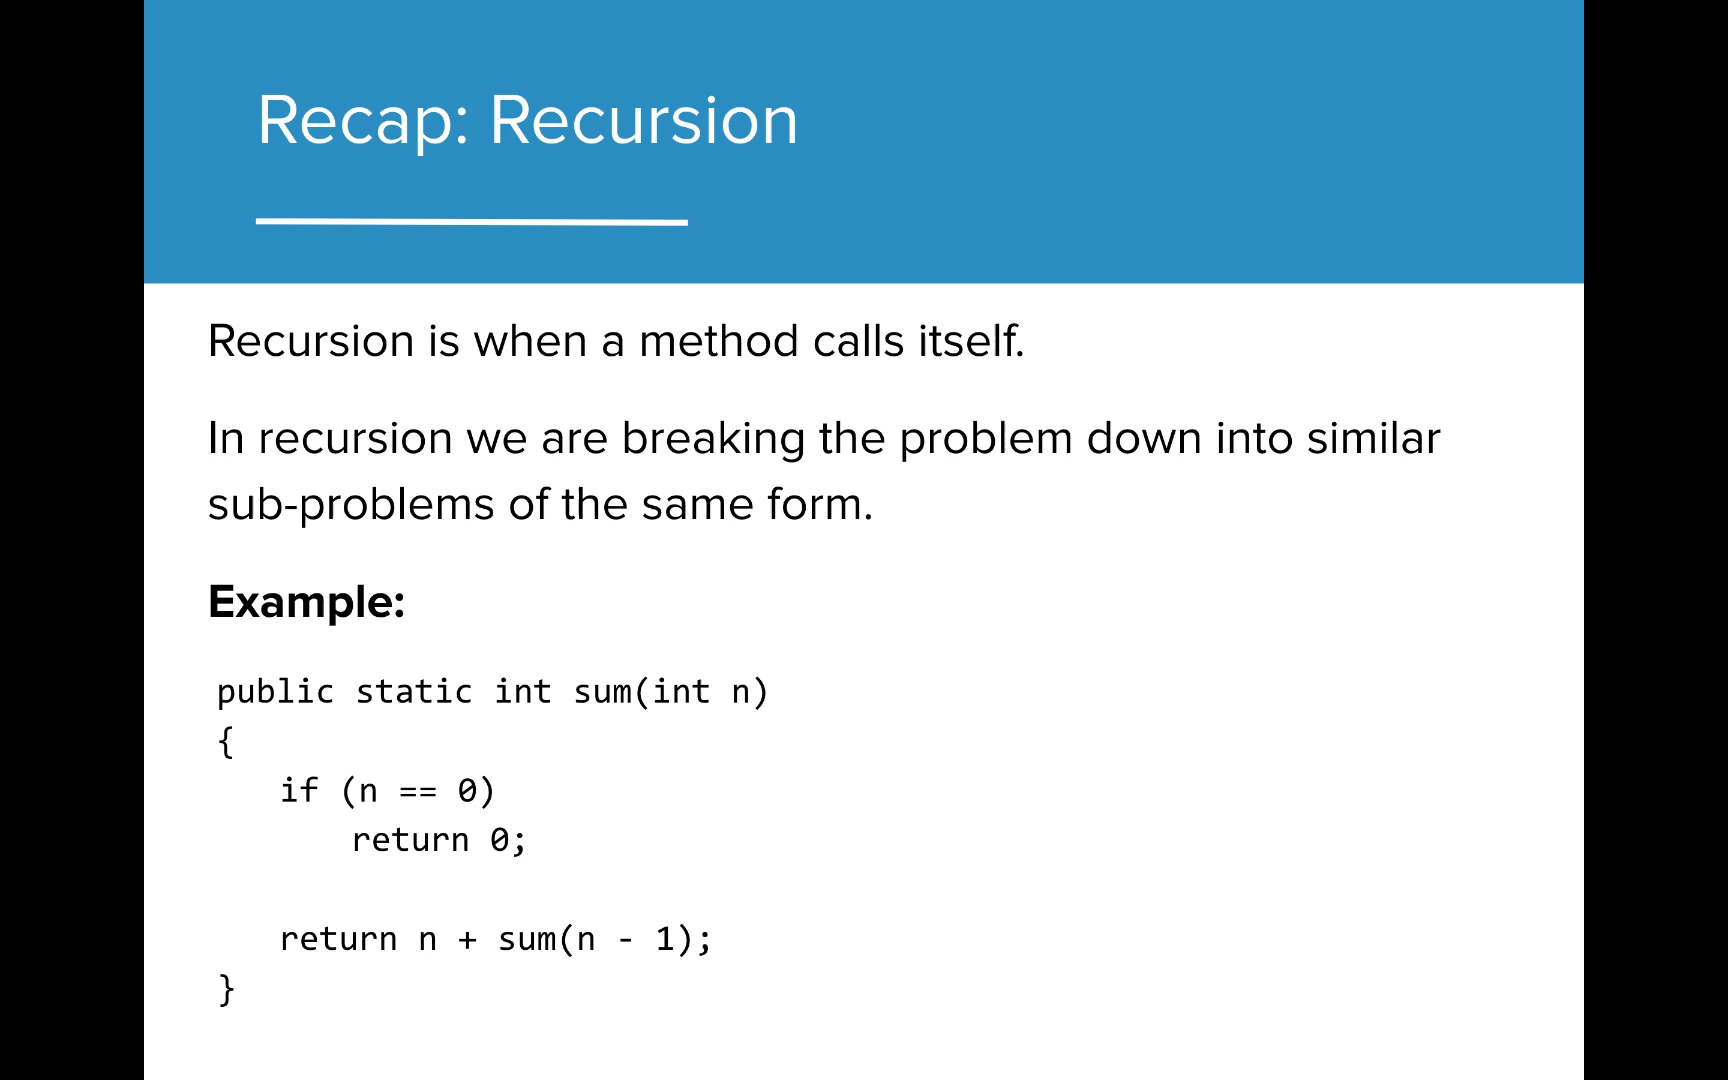 Recap: Recursion
Recursion is when a method calls itself.
In recursion we are breaking the problem down into similar
sub-problems of the same form.
Example:
public static int sum(int n)
{
if (n == 0)
return 0;
return n + sum(n - 1);
}